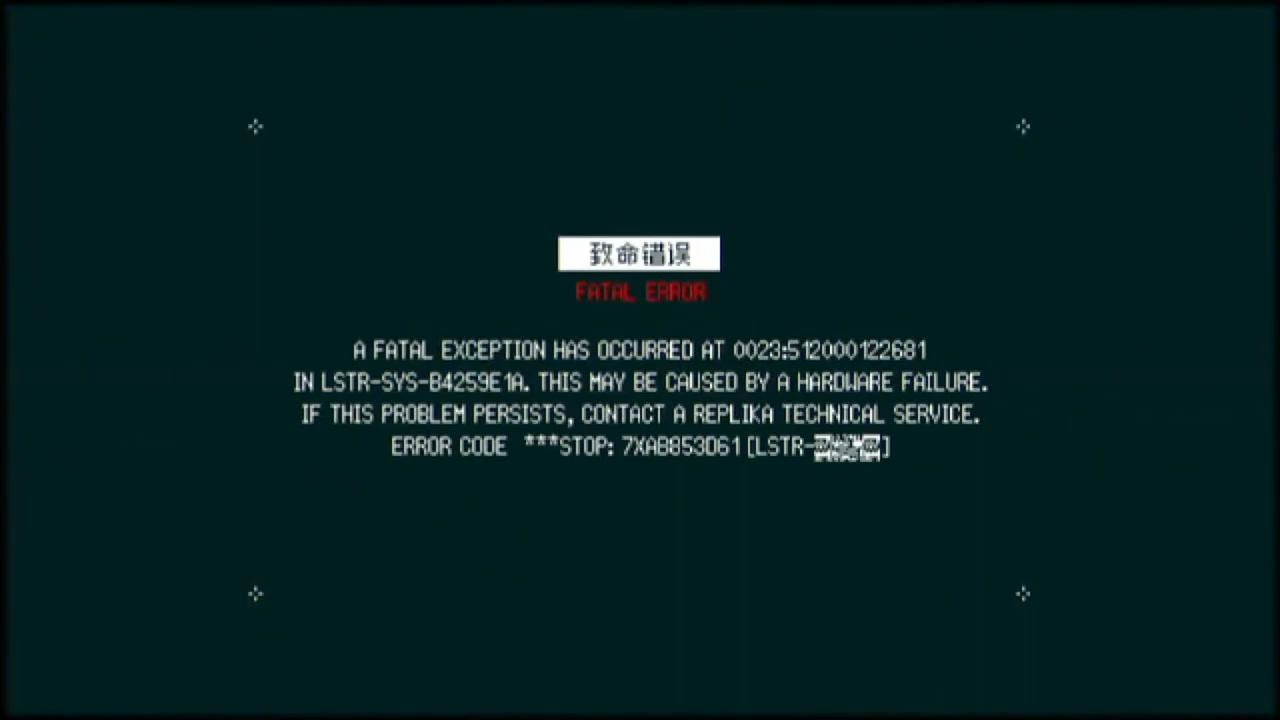 致命错误
FATAL ERROR
A FATAL EXCEPTION HAS OCCURRED AT 0023:512000122681
IN LSTR-SYS-B4259E1A. THIS MAY BE CAUSED BY A HARDWARE FAILURE.
IF THIS PROBLEM PERSISTS, CONTACT A REPLIKA TECHNICAL SERVICE.
ERROR CODE ***STOP: 7XAB853D61[LSTR-]